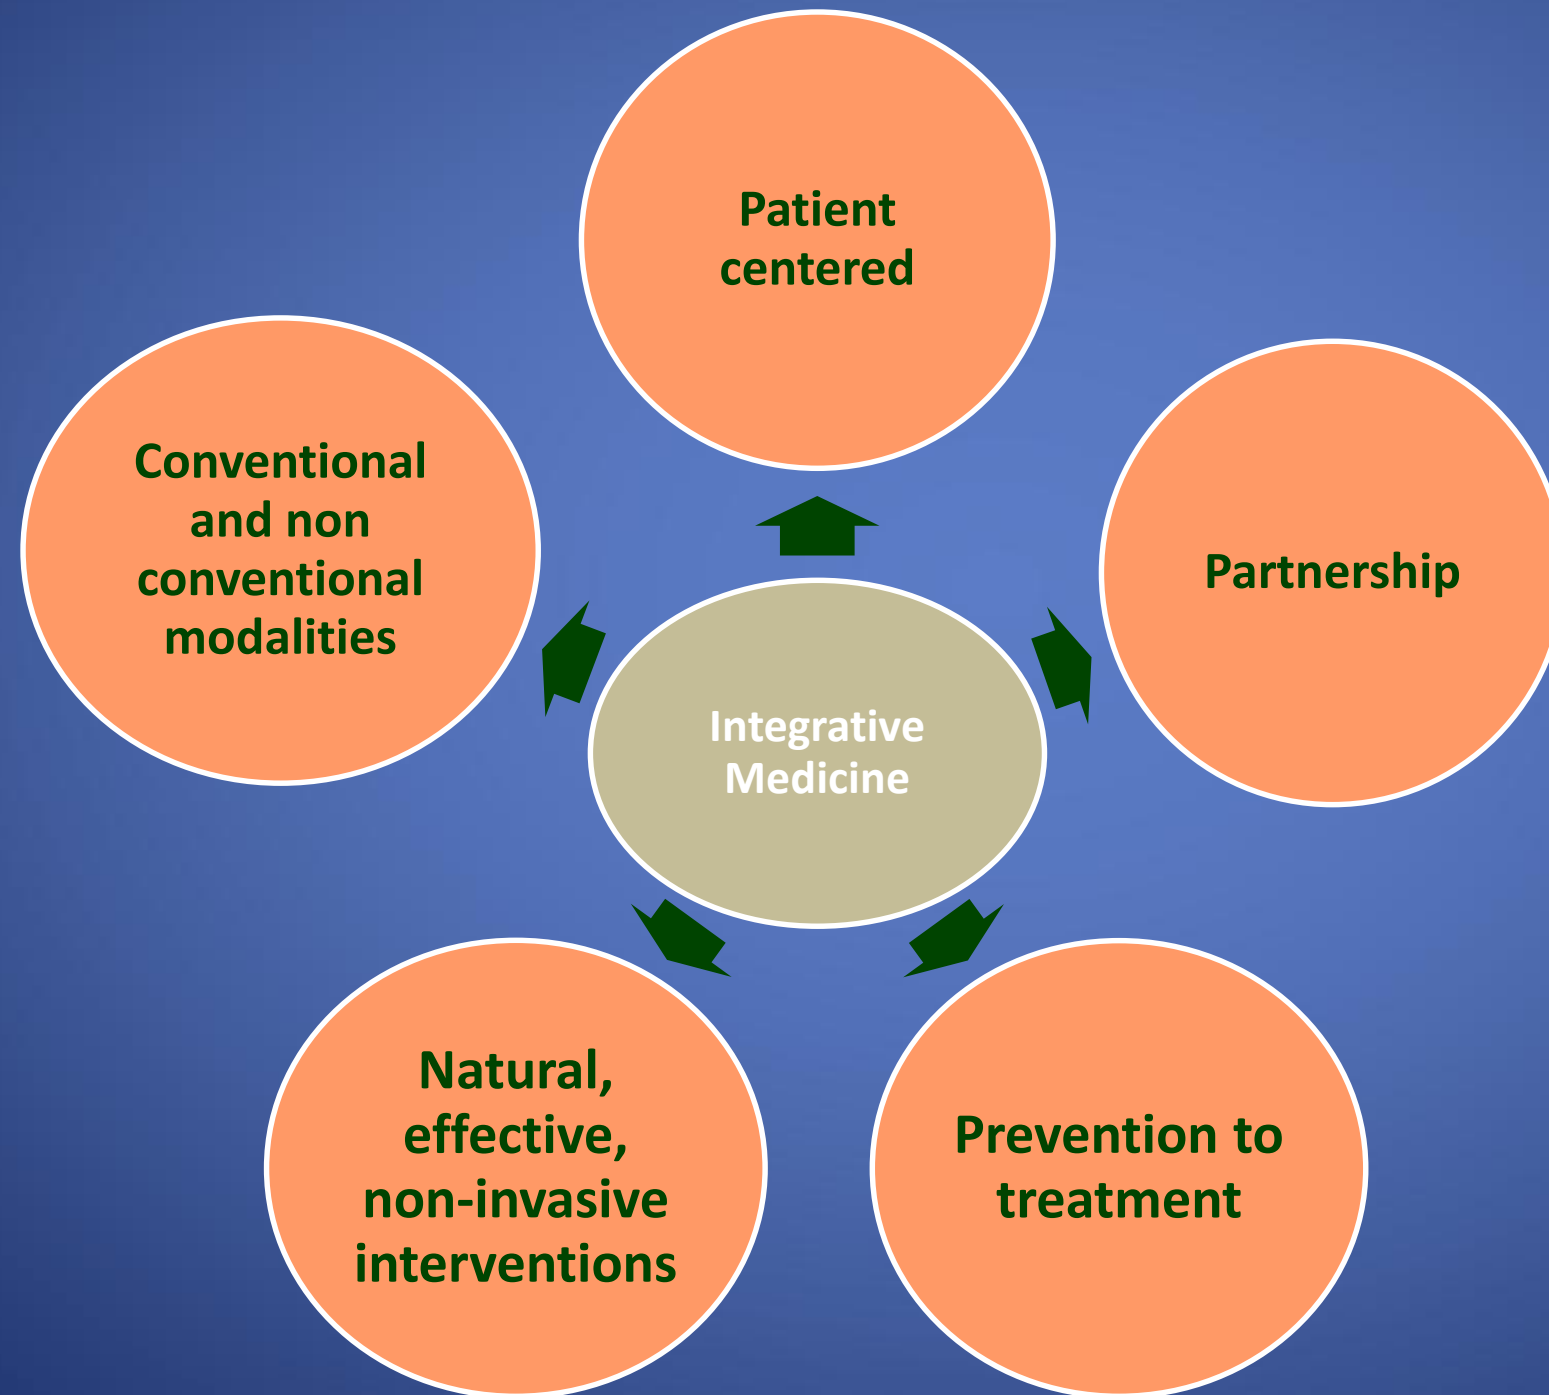 Patient
centered
Conventional
and non
conventional
modalities
Partnership
Integrative
Medicine
Natural,
effective,
non-invasive
interventions
Prevention to
treatment